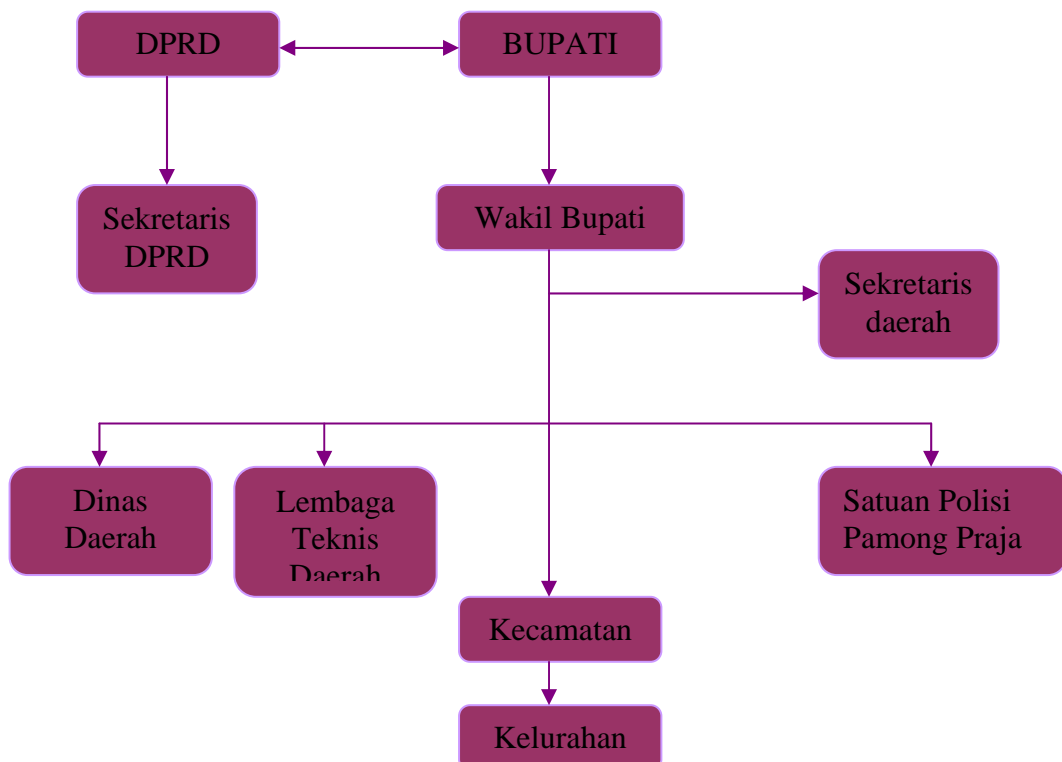 DPRD
BUPATI
Sekretaris
DPRD
Wakil Bupati
Sekretaris
daerah
Dinas
Daerah
Lembaga
Teknis
Daerah
Satuan Polisi
Pamong Praja
Kecamatan
Kelurahan